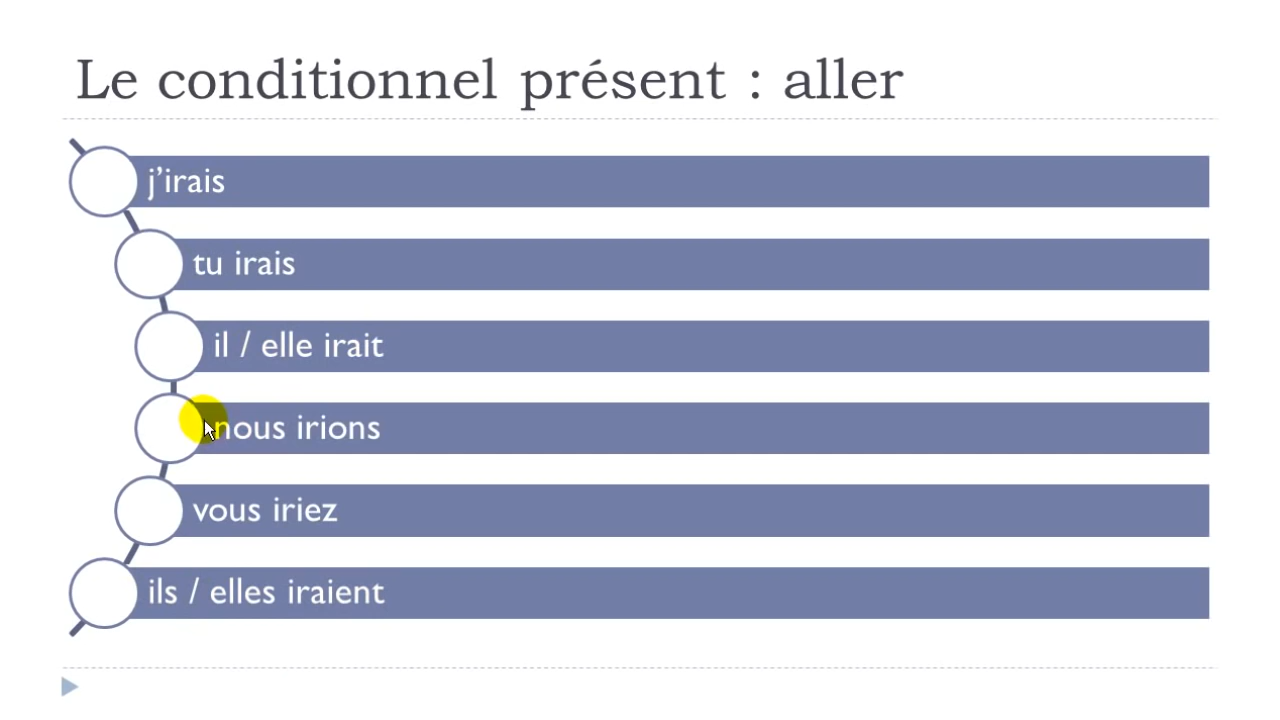 Le conditionnel présent : aller
j’irais
tu irais
il / elle irait
nous irions
vous iriez
ils / elles iraient